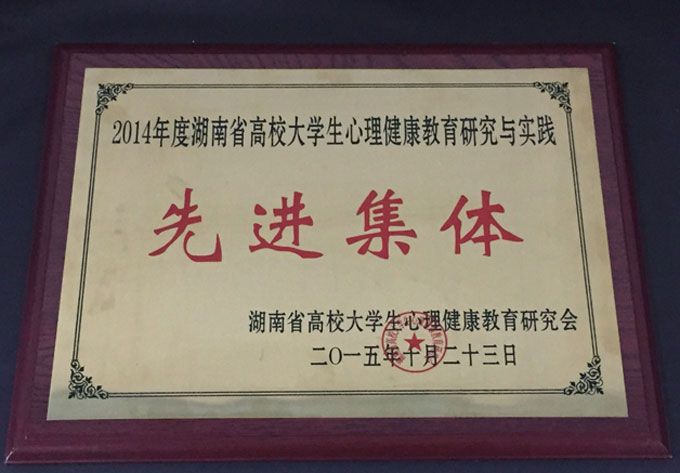 2014年度湖南省高校大学生心理健康教育研究与实践
先进集体
湖南省高校大学生心理健康教育研究会
二〇一五年十月二十三日